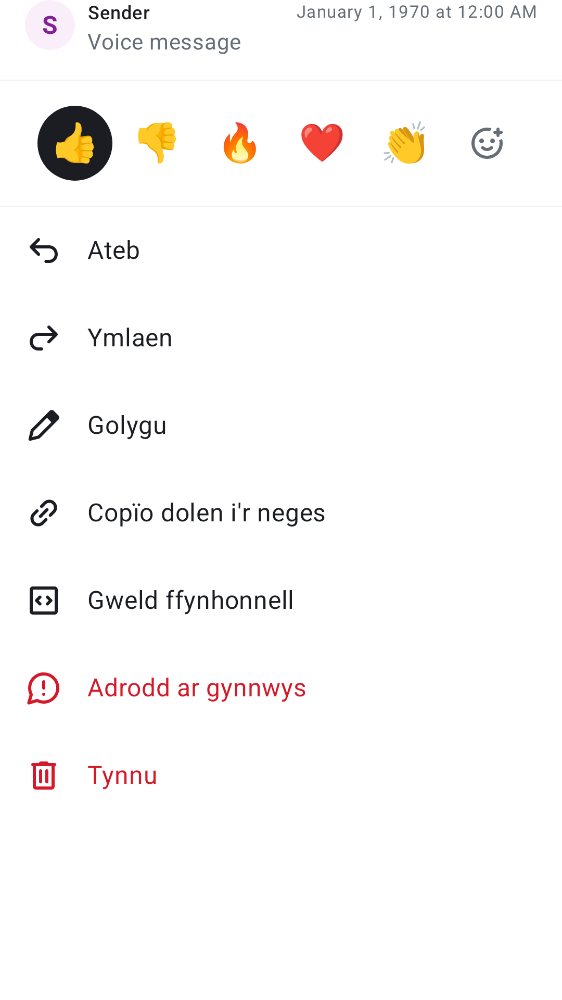 S
Sender
January 1, 1970 at 12:00 AM
Voice message
Ateb
Ymlaen
Golygu
Copïo dolen i'r neges
Gweld ffynhonnell
Adrodd ar gynnwys
Tynnu